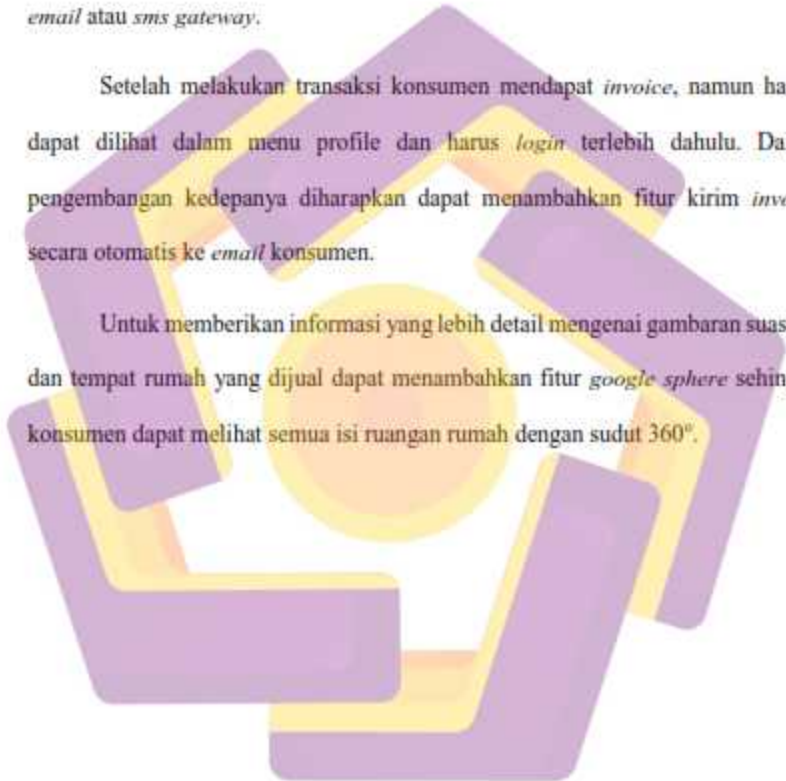 email atau sms gateway.
Setelah melakukan transaksi konsumen mendapat invoice, namun ha
dapat dilihat dalam menu profile dan harus login terlebih dahulu. Da
pengembangan kedepanya diharapkan dapat menambahkan fitur kirim inv
secara otomatis ke email konsumen.
Untuk memberikan informasi yang lebih detail mengenai gambaran suas
dan tempat rumah yang dijual dapat menambahkan fitur google sphere sehin
konsumen dapat melihat semua isi ruangan rumah dengan sudut 360°.